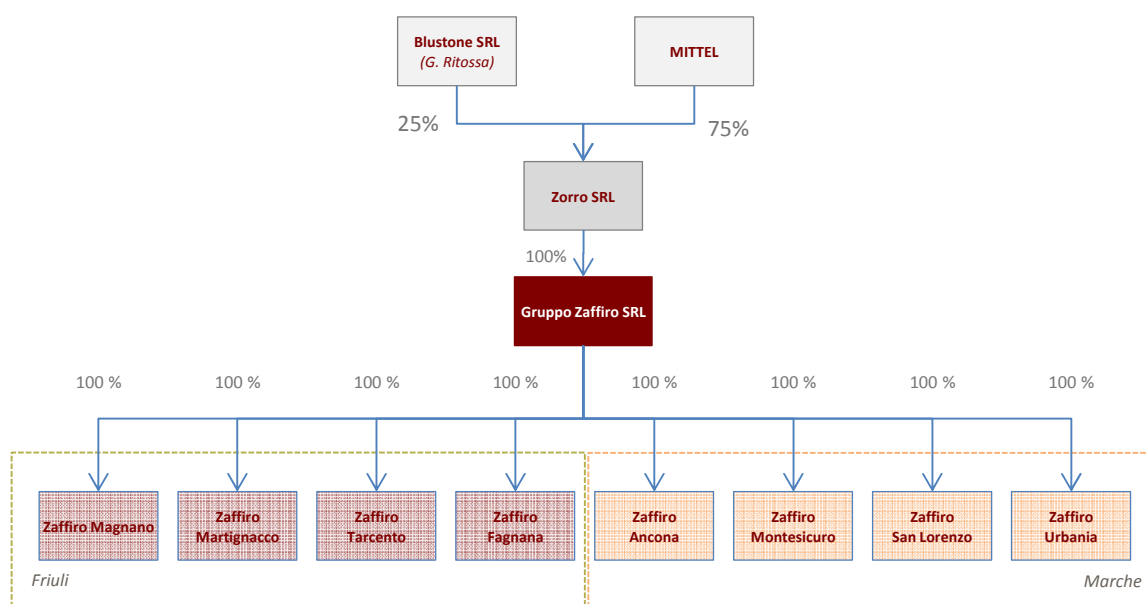 Blustone SRL
(G. Ritossa)
MITTEL
25%
75%
Zorro SRL
100%
Gruppo Zaffiro SRL
100 %
100 %
100 %
100 %
100 %
100 %
100 %
100 %
Zaffiro Magnano
Zaffiro
Martignacco
Zaffiro
Tarcento
Zaffiro
Fagnana
Zaffiro
Ancona
Zaffiro
Montesicuro
Zaffiro
San Lorenzo
Zaffiro
Urbania
Friuli
Marche